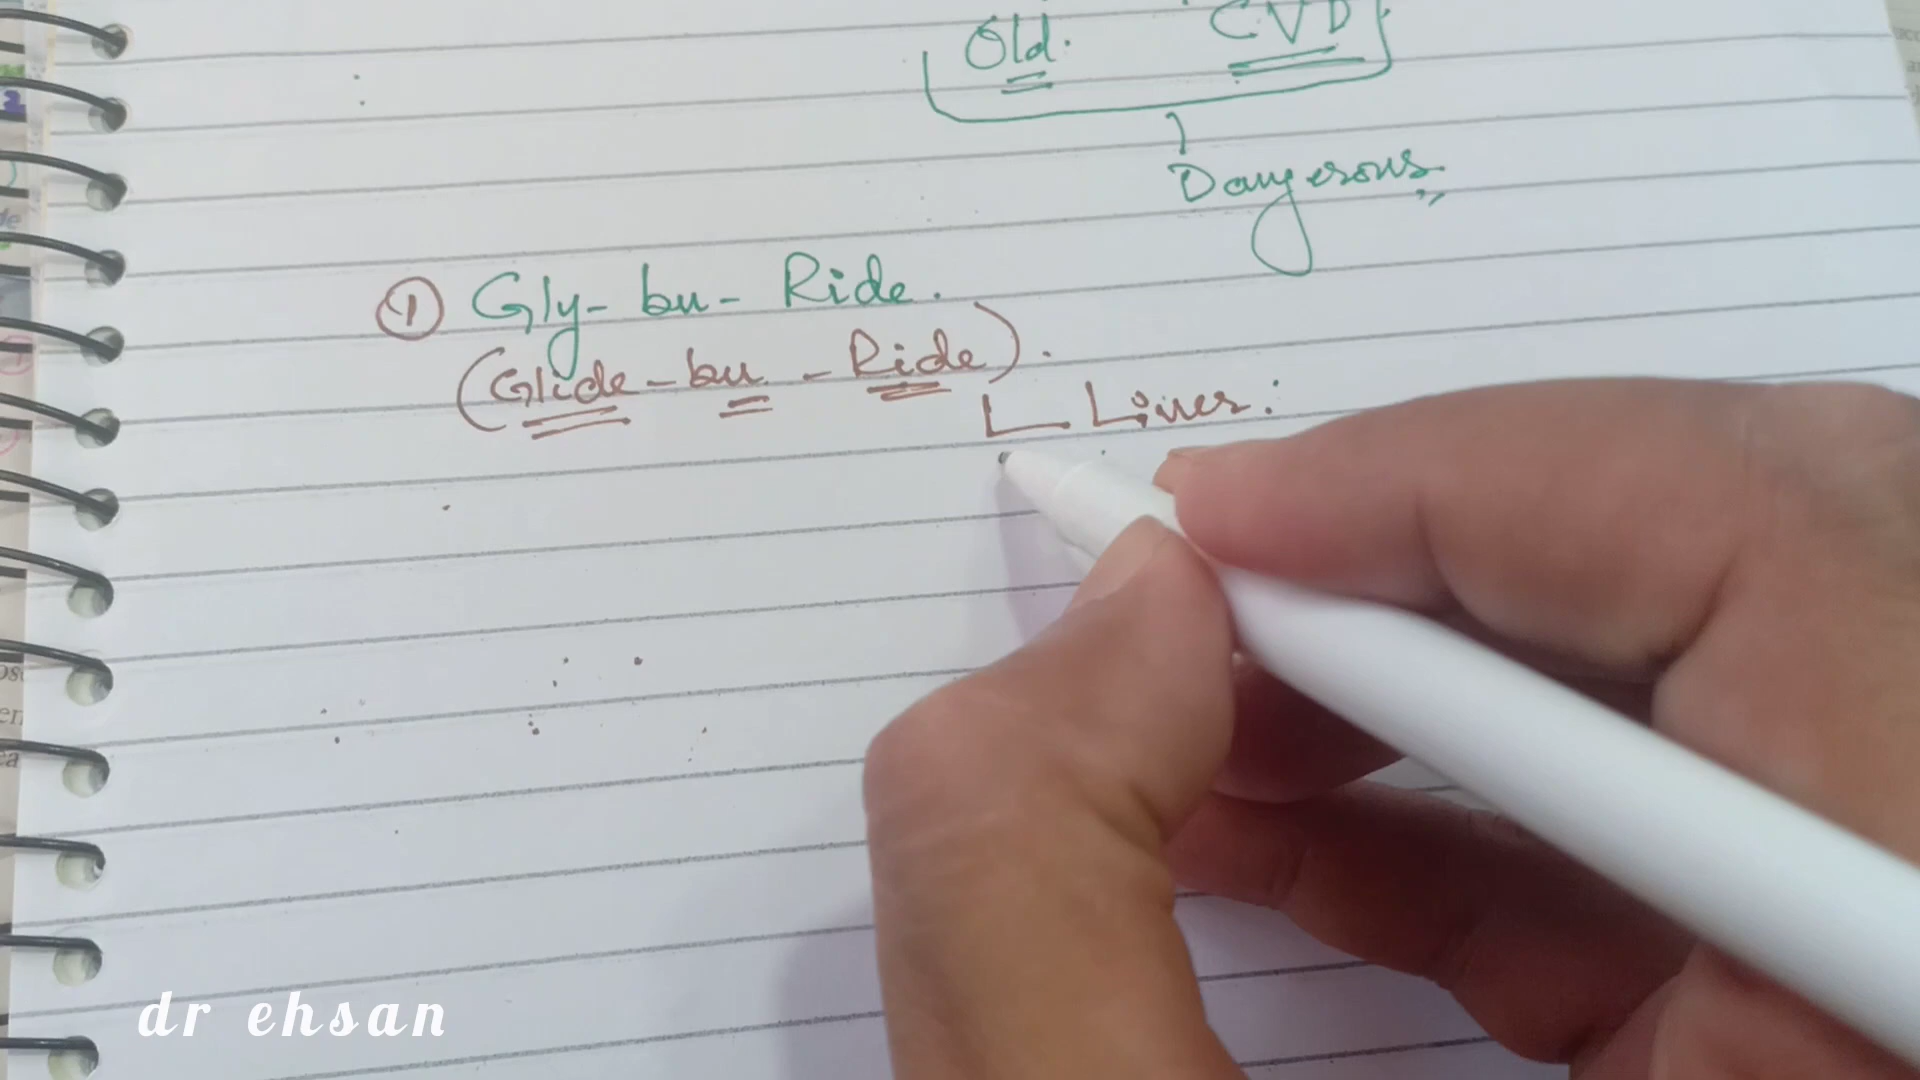 Old. CVD
Dangerous
① Gly-bu-Ride.
(Glide-bu-Ride).
Liver:
dr ehsan